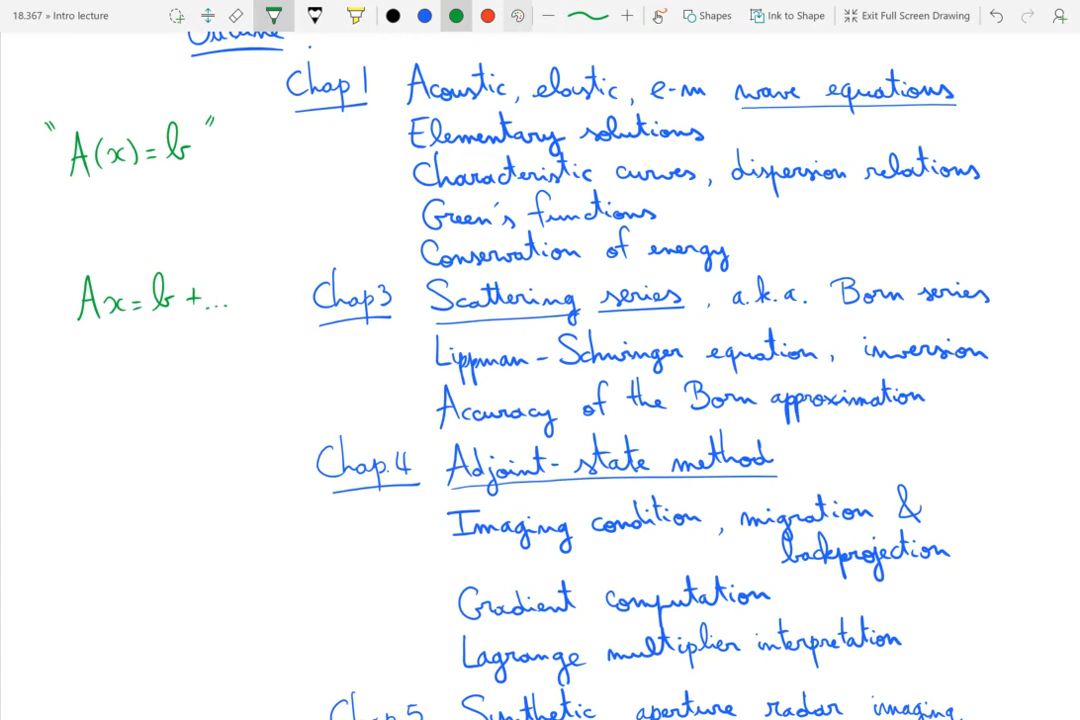 18.367 » Intro lecture
Shapes
Ink to Shape
Exit Full Screen Drawing
Chap 1 Acoustic, elastic, e-m wave equations
"A(x) = b"
Elementary solutions
Characteristic curves, dispersion relations
Green's functions
Conservation of energy
Ax = b + ...
Chap 3 Scattering series, a.k.a. Born series
Lippman - Schwinger equation, inversion
Accuracy of the Born approximation
Chap. 4 Adjoint-state method
Imaging condition, migration &
backprojection
Gradient computation
Lagrange multiplier interpretation
Chap 5 Synthetic aperture radar imaging